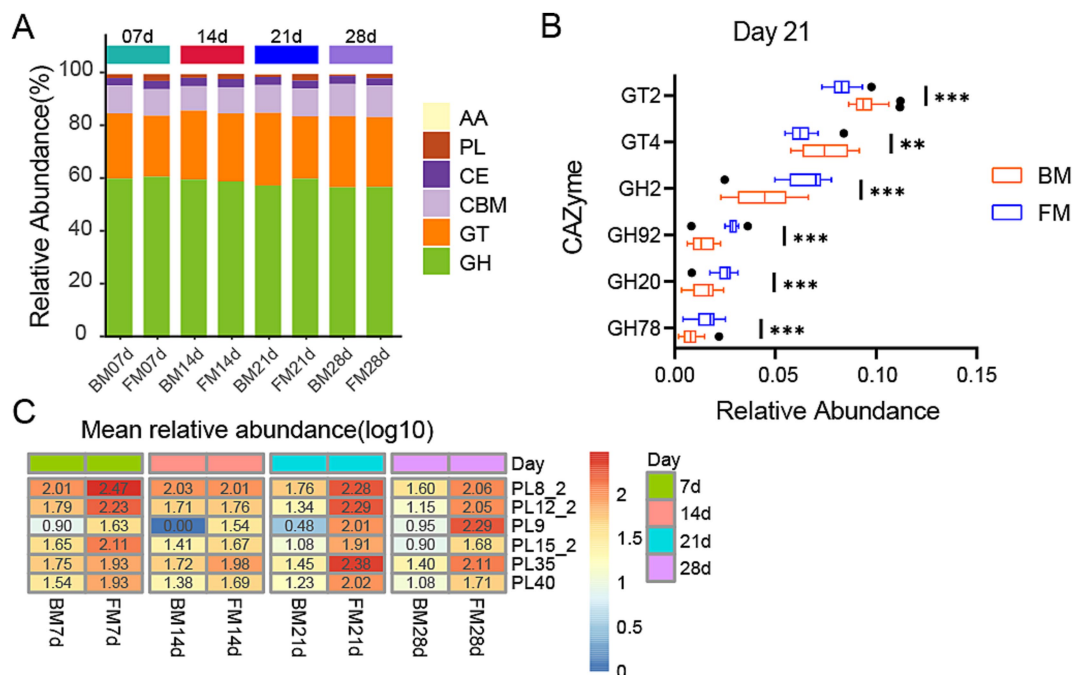 A
07d 14d 21d 28d
Relative Abundance(%)
100
80
60
40
20
0
BM07d FM07d BM14d FM14d BM21d FM21d BM28d FM28d
AA
PL
CE
CBM
GT
GH
B
Day 21
CAZyme
GT2 ***
GT4 **
GH2 ***
GH92 ***
GH20 ***
GH78 ***
0.00 0.05 0.10 0.15
Relative Abundance
BM
FM
C
Mean relative abundance(log10)
Day
2.01 2.47 2.03 2.01 1.76 2.28 1.60 2.06 PL8_2
1.79 2.23 1.71 1.76 1.34 2.29 1.15 2.05 PL12_2
0.90 1.63 0.00 1.54 0.48 2.01 0.95 2.29 PL9
1.65 2.11 1.41 1.67 1.08 1.91 0.90 1.68 PL15_2
1.75 1.93 1.72 1.98 1.45 2.38 1.40 2.11 PL35
1.54 1.93 1.38 1.69 1.23 2.02 1.08 1.71 PL40
BM7d FM7d BM14d FM14d BM21d FM21d BM28d FM28d
2
1.5
1
0.5
0
Day
7d
14d
21d
28d